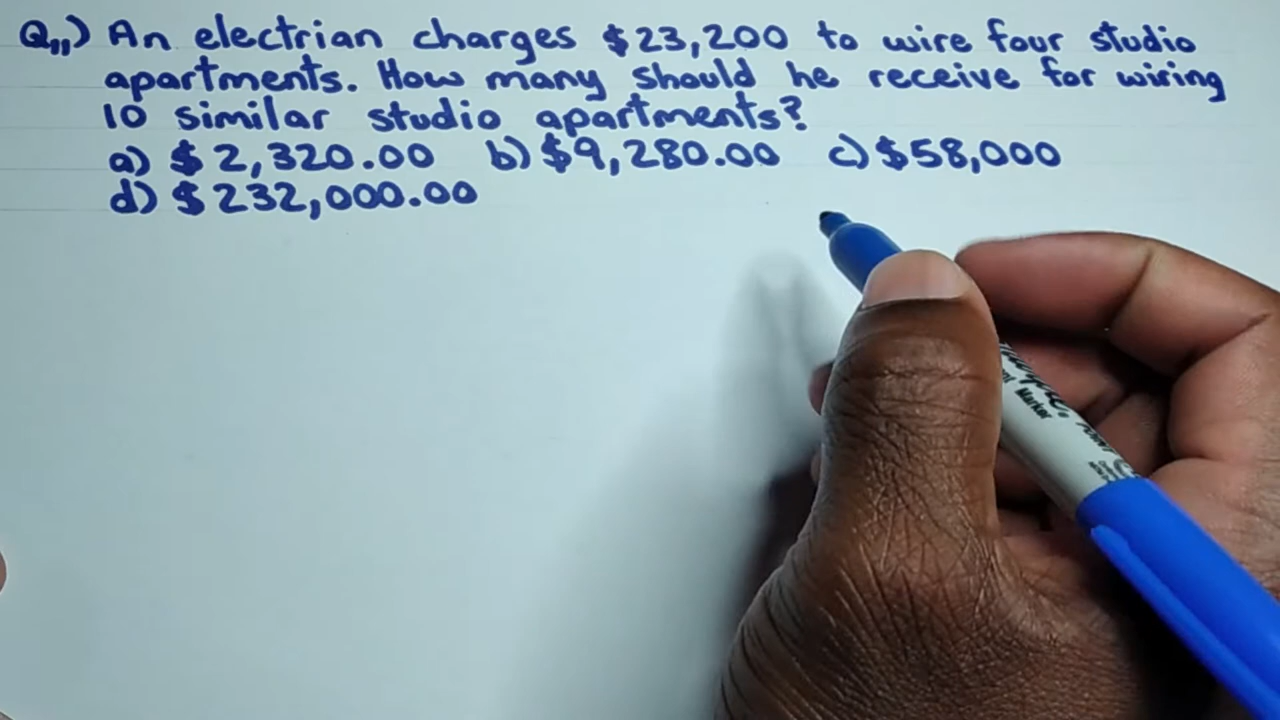 Q11) An electrian charges $23,200 to wire four studio
apartments. How many should he receive for wiring
10 similar studio apartments?
a) $2,320.00 b) $9,280.00 c) $58,000
d) $232,000.00
Marker